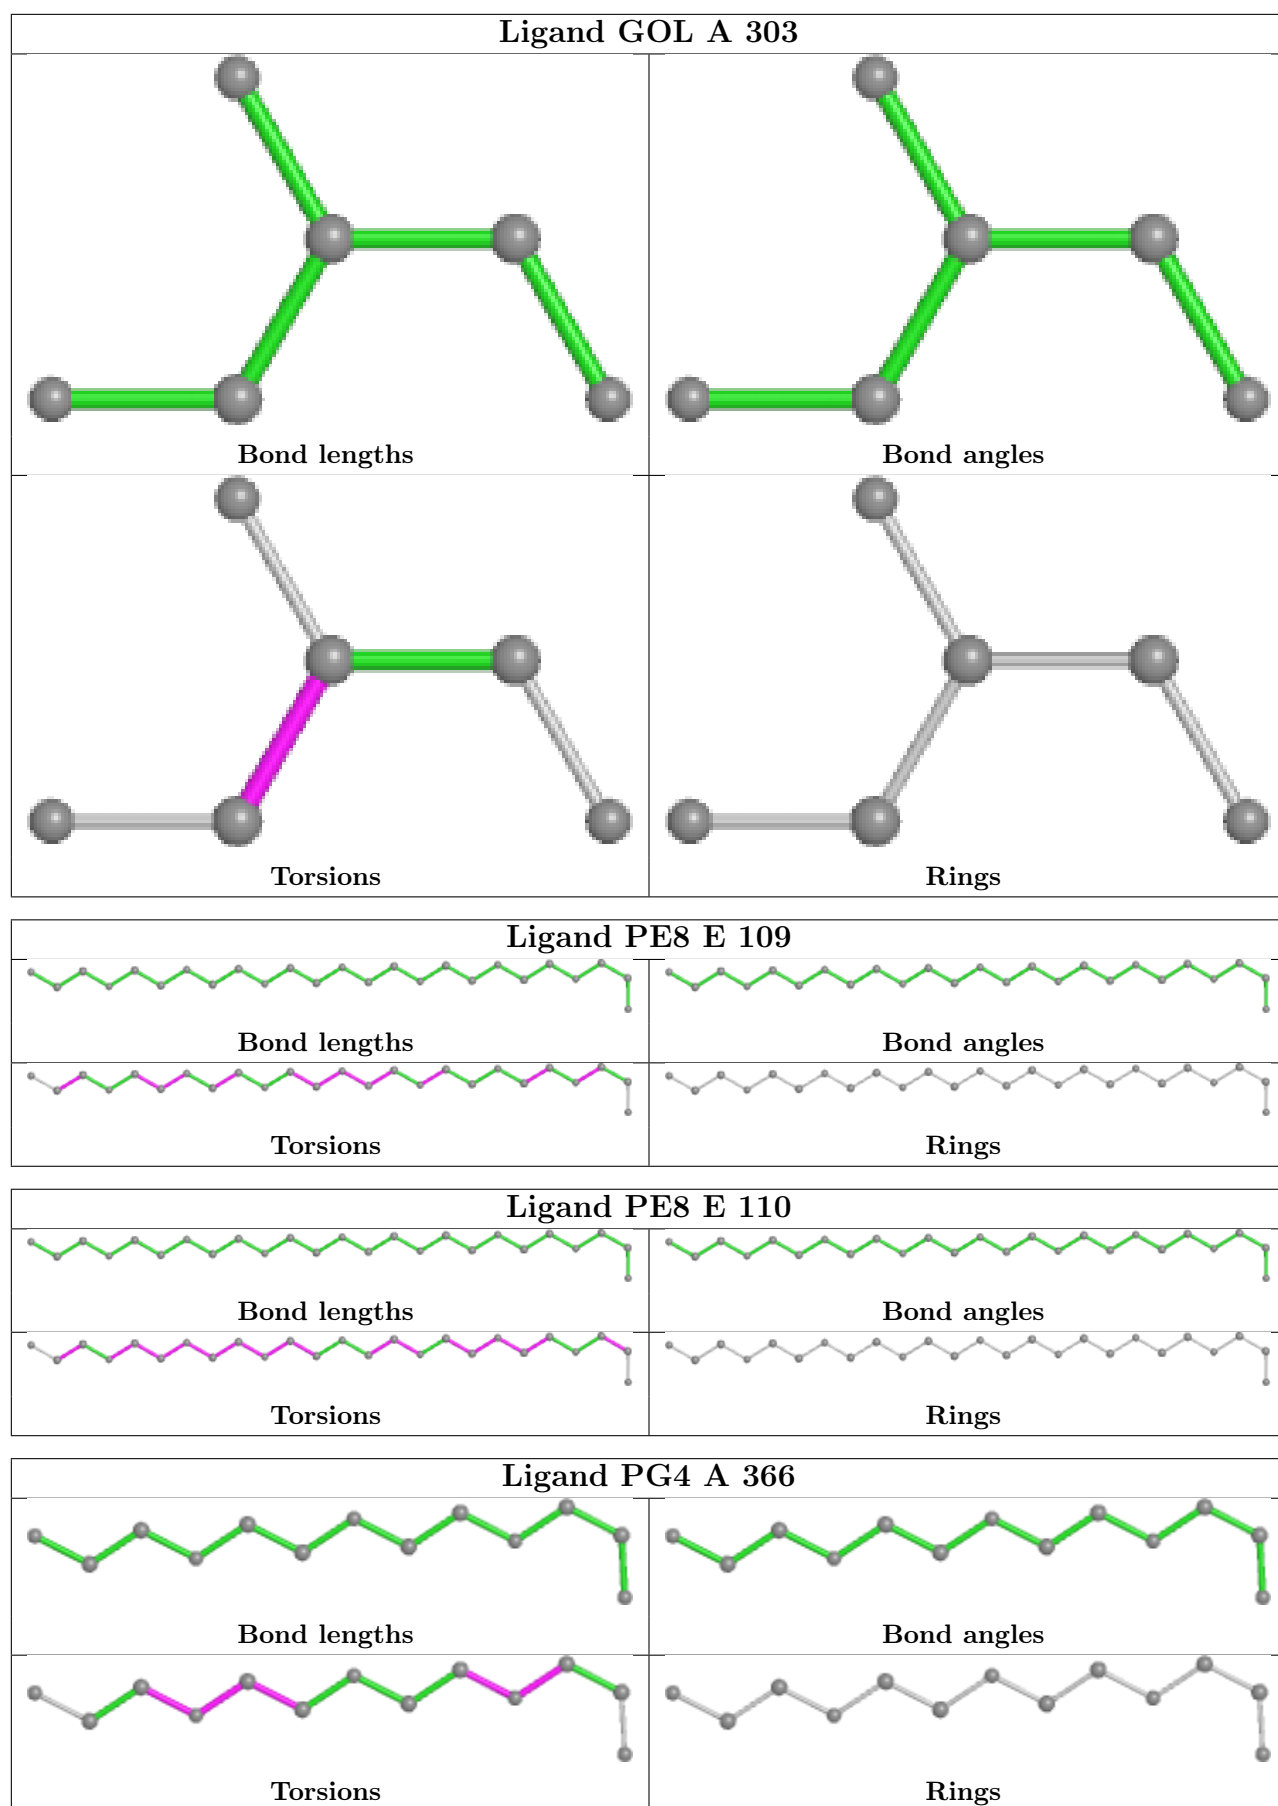 Ligand GOL A 303
Bond lengths
Bond angles
Torsions
Rings
Ligand PE8 E 109
Bond lengths
Bond angles
Torsions
Rings
Ligand PE8 E 110
Bond lengths
Bond angles
Torsions
Rings
Ligand PG4 A 366
Bond lengths
Bond angles
Torsions
Rings